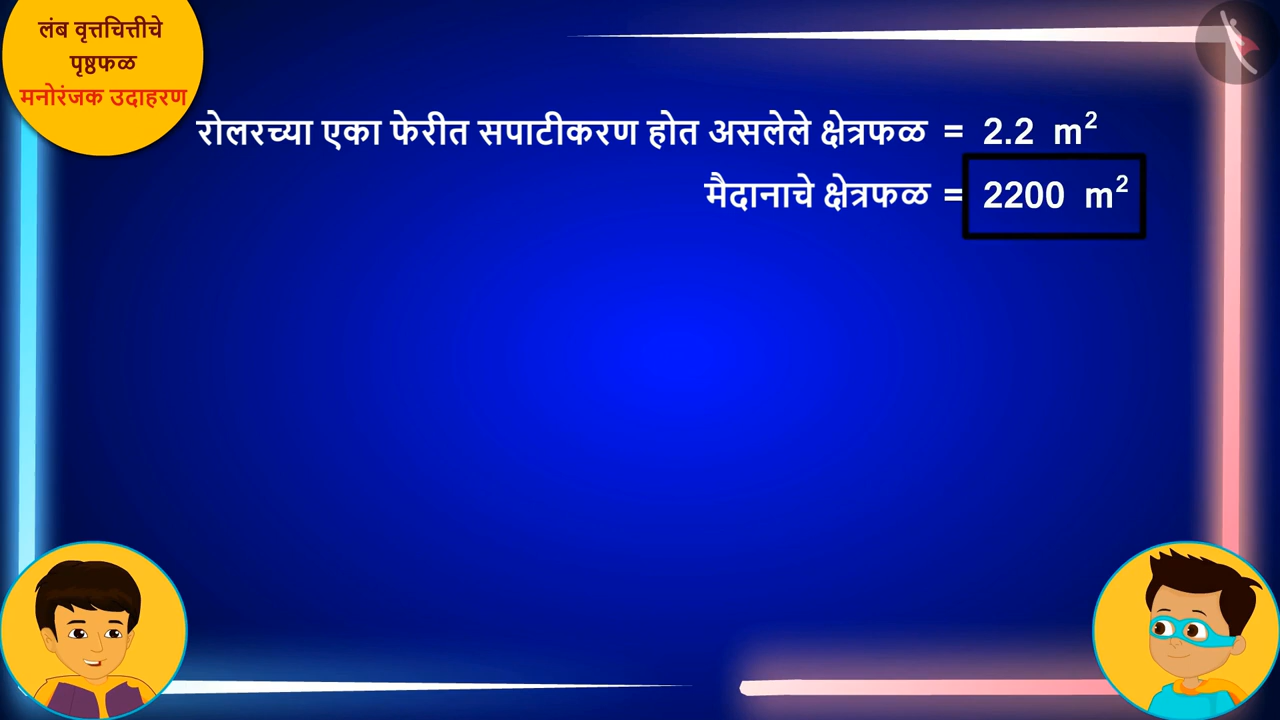 लंब वृत्तचित्तीचे
पृष्ठफळ
मनोरंजक उदाहरण
रोलरच्या एका फेरीत सपाटीकरण होत असलेले क्षेत्रफळ = 2.2 m²
मैदानाचे क्षेत्रफळ = 2200 m²